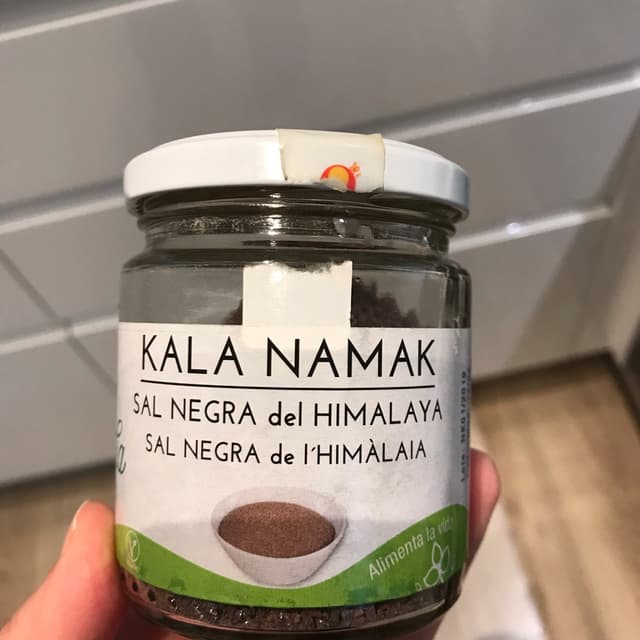 KALA NAMAK
SAL NEGRA del HIMALAYA
SAL NEGRA de l'HIMÀLAIA
Alimenta la vida